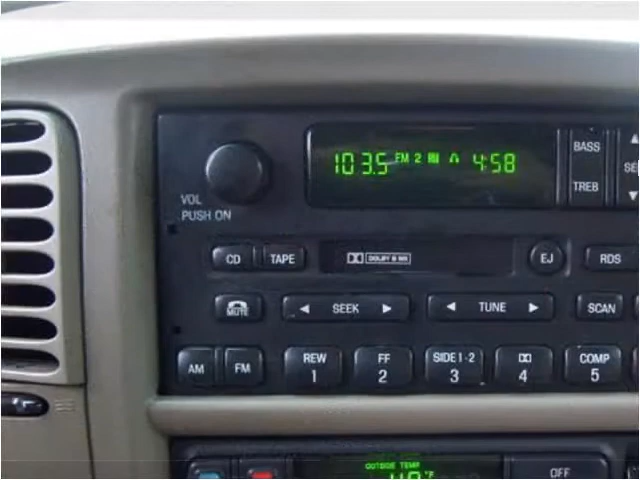 103.5 FM 2 4:58
BASS
TREB
VOL
PUSH ON
CD TAPE DOLBY B NR EJ RDS
MUTE SEEK TUNE SCAN
AM FM REW 1 FF 2 SIDE 1-2 3 4 COMP 5
OUTSIDE TEMP
°F OFF